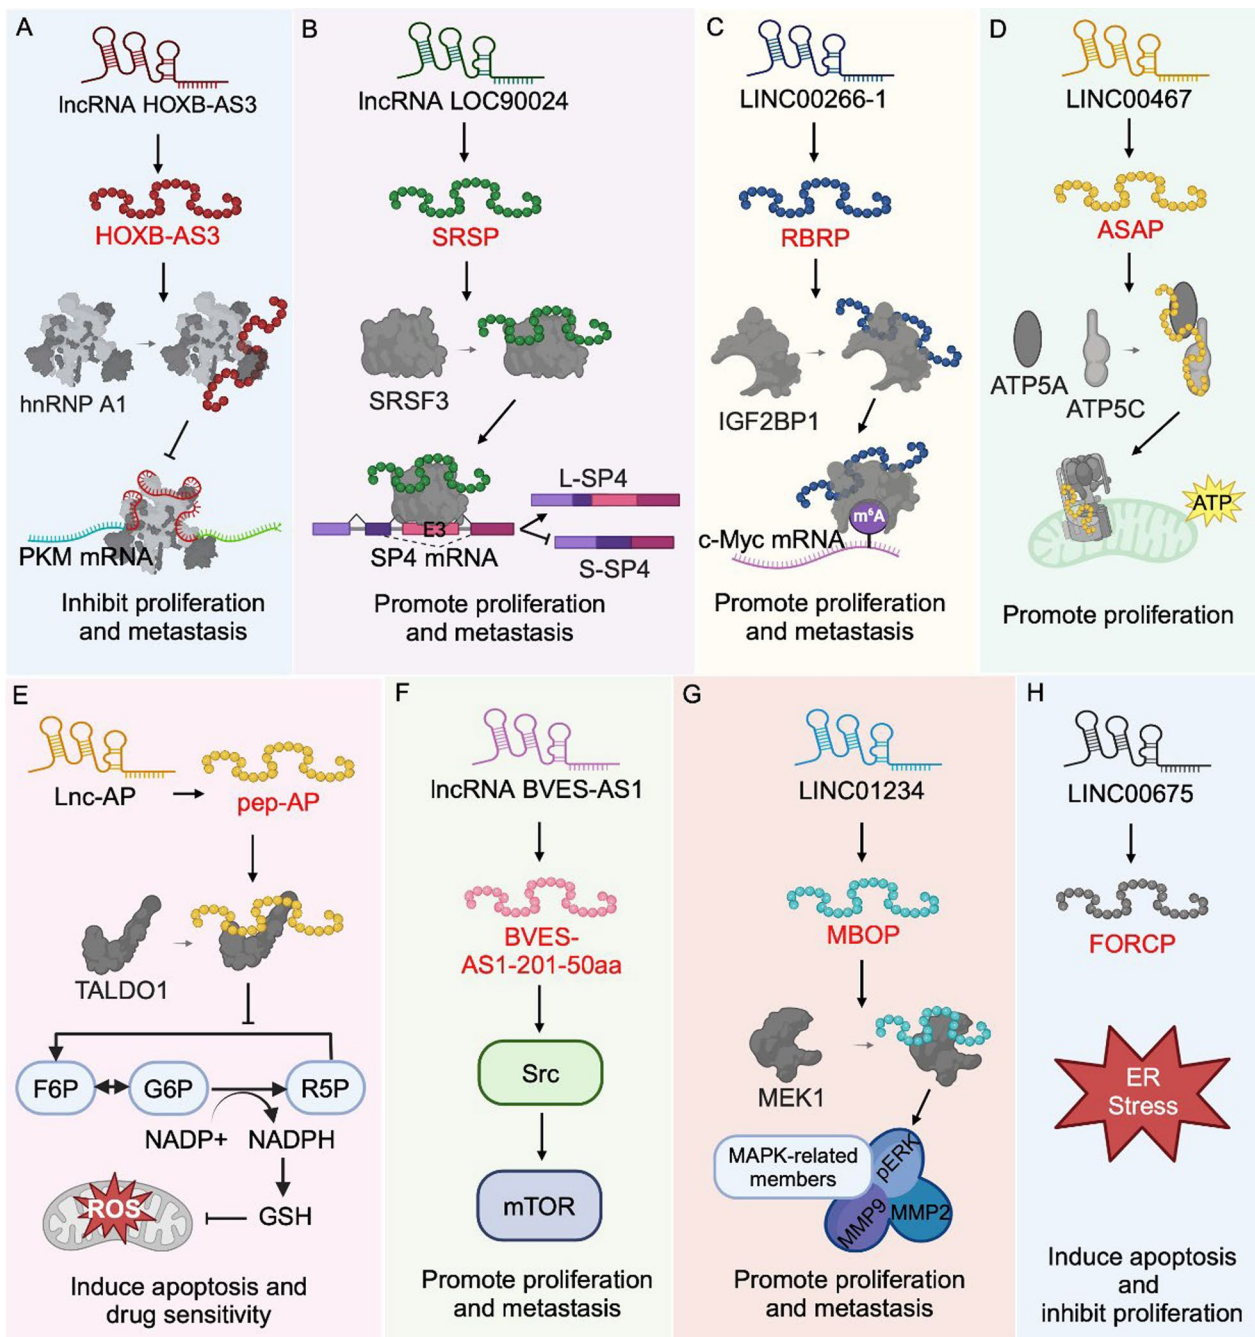 A
lncRNA HOXB-AS3
HOXB-AS3
hnRNP A1
PKM mRNA
Inhibit proliferation
and metastasis
B
lncRNA LOC90024
SRSP
SRSF3
L-SP4
E3
SP4 mRNA
S-SP4
Promote proliferation
and metastasis
C
LINC00266-1
RBRP
IGF2BP1
m⁶A
c-Myc mRNA
Promote proliferation
and metastasis
D
LINC00467
ASAP
ATP5A
ATP5C
ATP
Promote proliferation
E
Lnc-AP
pep-AP
TALDO1
F6P
G6P
R5P
NADP+
NADPH
ROS
GSH
Induce apoptosis and
drug sensitivity
F
lncRNA BVES-AS1
BVES-
AS1-201-50aa
Src
mTOR
Promote proliferation
and metastasis
G
LINC01234
MBOP
MEK1
MAPK-related
members
pERK
MMP9
MMP2
Promote proliferation
and metastasis
H
LINC00675
FORCP
ER
Stress
Induce apoptosis
and
inhibit proliferation